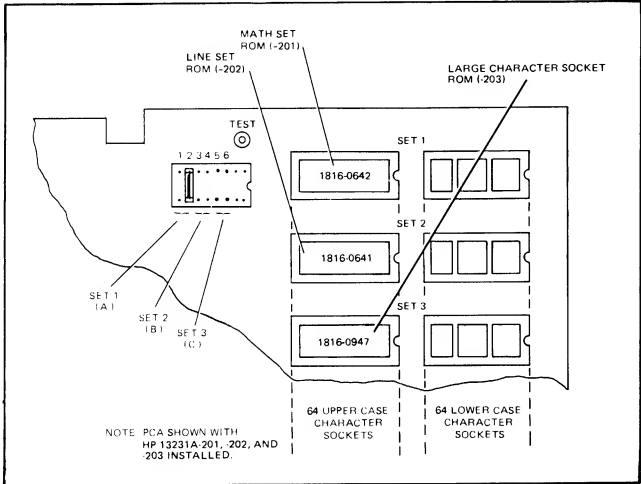 MATH SET
ROM (-201)
LINE SET
ROM (-202)
LARGE CHARACTER SOCKET
ROM (-203)
TEST
1 2 3 4 5 6
SET 1
1816-0642
SET 2
1816-0641
SET 3
1816-0947
SET 1
(A)
SET 2
(B)
SET 3
(C)
64 UPPER CASE
CHARACTER
SOCKETS
64 LOWER CASE
CHARACTER
SOCKETS
NOTE PCA SHOWN WITH
HP 13231A-201, -202, AND
-203 INSTALLED.